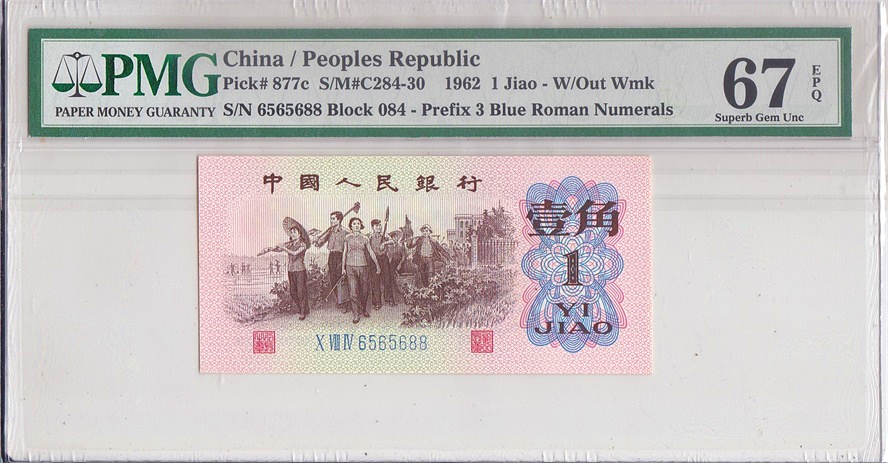 PMG
PAPER MONEY GUARANTY
China / Peoples Republic
Pick# 877c S/M#C284-30 1962 1 Jiao - W/Out Wmk
S/N 6565688 Block 084 - Prefix 3 Blue Roman Numerals
67
EPQ
Superb Gem Unc
中國人民銀行
壹角
1
YI
JIAO
X VIII IV 6565688